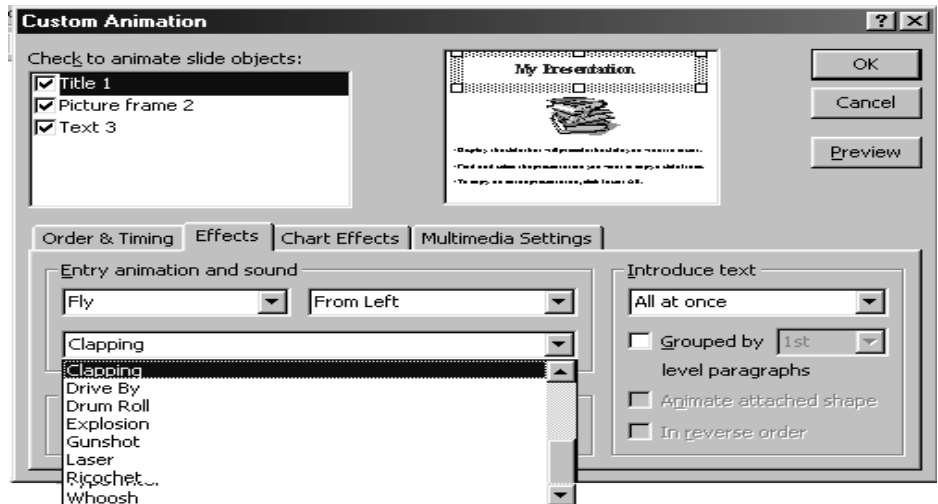 Custom Animation
Check to animate slide objects:
Title 1
Picture frame 2
Text 3
My Presentation
OK
Cancel
Preview
Order & Timing Effects Chart Effects Multimedia Settings
Entry animation and sound
Fly From Left
Clapping
Clapping
Drive By
Drum Roll
Explosion
Gunshot
Laser
Ricochet
Whoosh
Introduce text
All at once
Grouped by 1st
level paragraphs
Animate attached shape
In reverse order